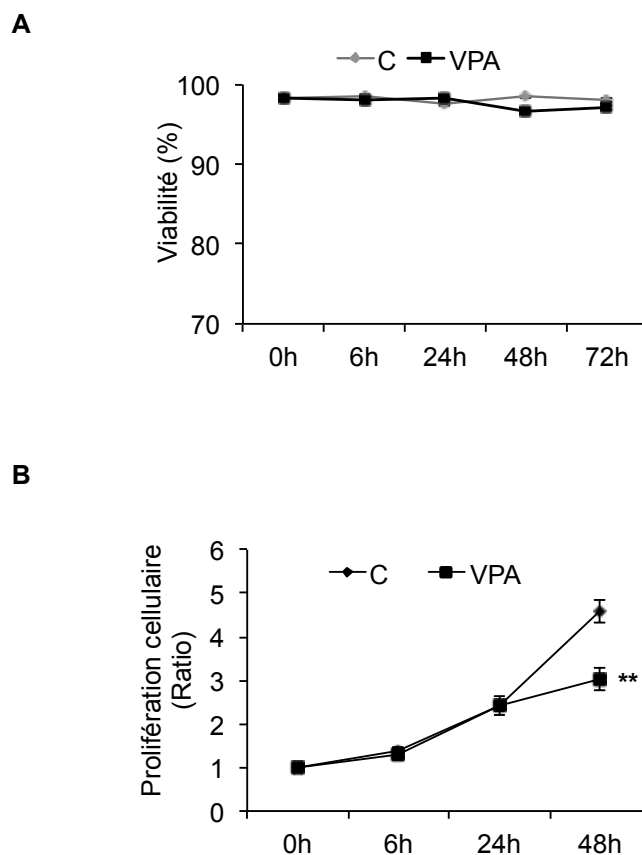 A
C VPA
Viabilité (%)
100
90
80
70
0h 6h 24h 48h 72h
B
Prolifération cellulaire
(Ratio)
C VPA
6
5
4
3
2
1
0
**
0h 6h 24h 48h